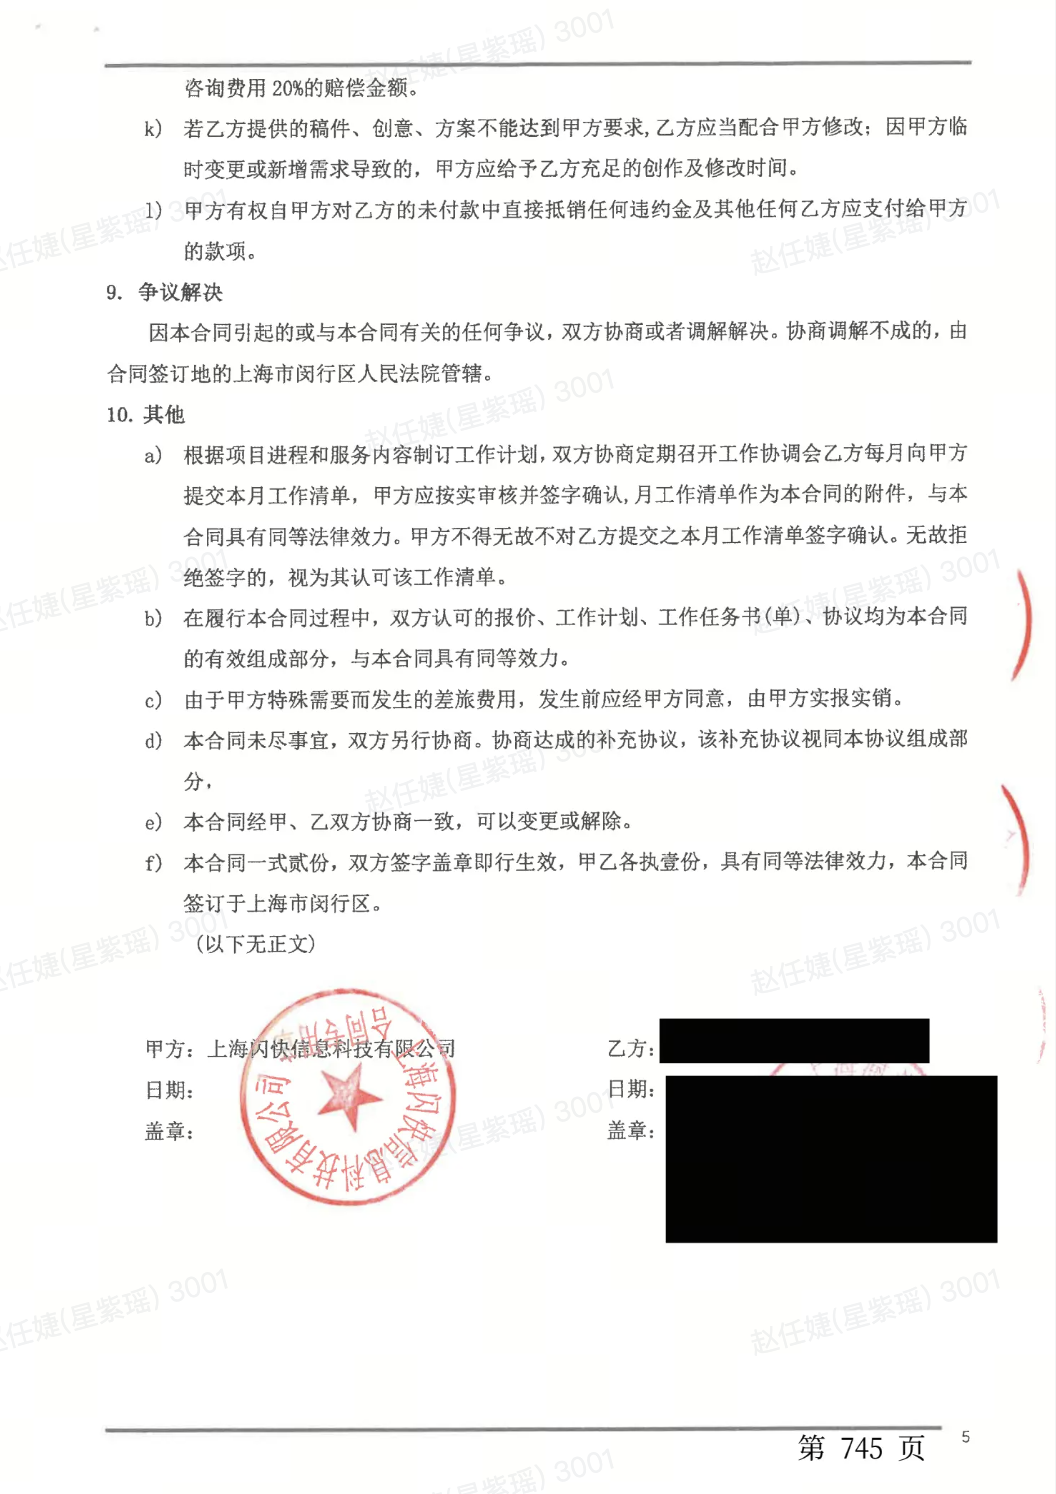 咨询费用 20%的赔偿金额。
k) 若乙方提供的稿件、创意、方案不能达到甲方要求,乙方应当配合甲方修改；因甲方临
时变更或新增需求导致的，甲方应给予乙方充足的创作及修改时间。
l) 甲方有权自甲方对乙方的未付款中直接抵销任何违约金及其他任何乙方应支付给甲方
的款项。
9. 争议解决
因本合同引起的或与本合同有关的任何争议，双方协商或者调解解决。协商调解不成的，由
合同签订地的上海市闵行区人民法院管辖。
10. 其他
a) 根据项目进程和服务内容制订工作计划,双方协商定期召开工作协调会乙方每月向甲方
提交本月工作清单，甲方应按实审核并签字确认,月工作清单作为本合同的附件，与本
合同具有同等法律效力。甲方不得无故不对乙方提交之本月工作清单签字确认。无故拒
绝签字的，视为其认可该工作清单。
b) 在履行本合同过程中，双方认可的报价、工作计划、工作任务书(单)、协议均为本合同
的有效组成部分，与本合同具有同等效力。
c) 由于甲方特殊需要而发生的差旅费用，发生前应经甲方同意，由甲方实报实销。
d) 本合同未尽事宜，双方另行协商。协商达成的补充协议，该补充协议视同本协议组成部
分，
e) 本合同经甲、乙双方协商一致，可以变更或解除。
f) 本合同一式贰份，双方签字盖章即行生效，甲乙各执壹份，具有同等法律效力，本合同
签订于上海市闵行区。
（以下无正文）
甲方：上海闪快信息科技有限公司
乙方：
日期：
日期：
盖章：
盖章：
上海闪快信息科技有限公司
合同专用章
5
第 745 页
赵任婕(星紫瑶) 3001